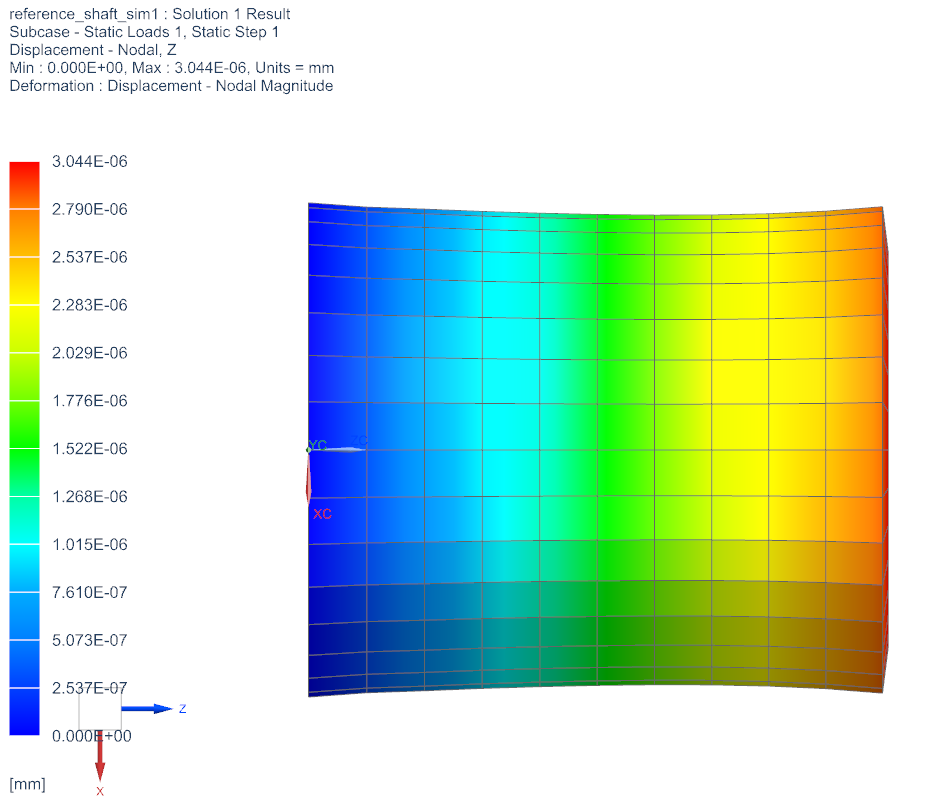 reference_shaft_sim1 : Solution 1 Result
Subcase - Static Loads 1, Static Step 1
Displacement - Nodal, Z
Min : 0.000E+00, Max : 3.044E-06, Units = mm
Deformation : Displacement - Nodal Magnitude
3.044E-06
2.790E-06
2.537E-06
2.283E-06
2.029E-06
1.776E-06
1.522E-06
1.268E-06
1.015E-06
7.610E-07
5.073E-07
2.537E-07
0.000E+00
[mm]
YC
ZC
XC
Z
X